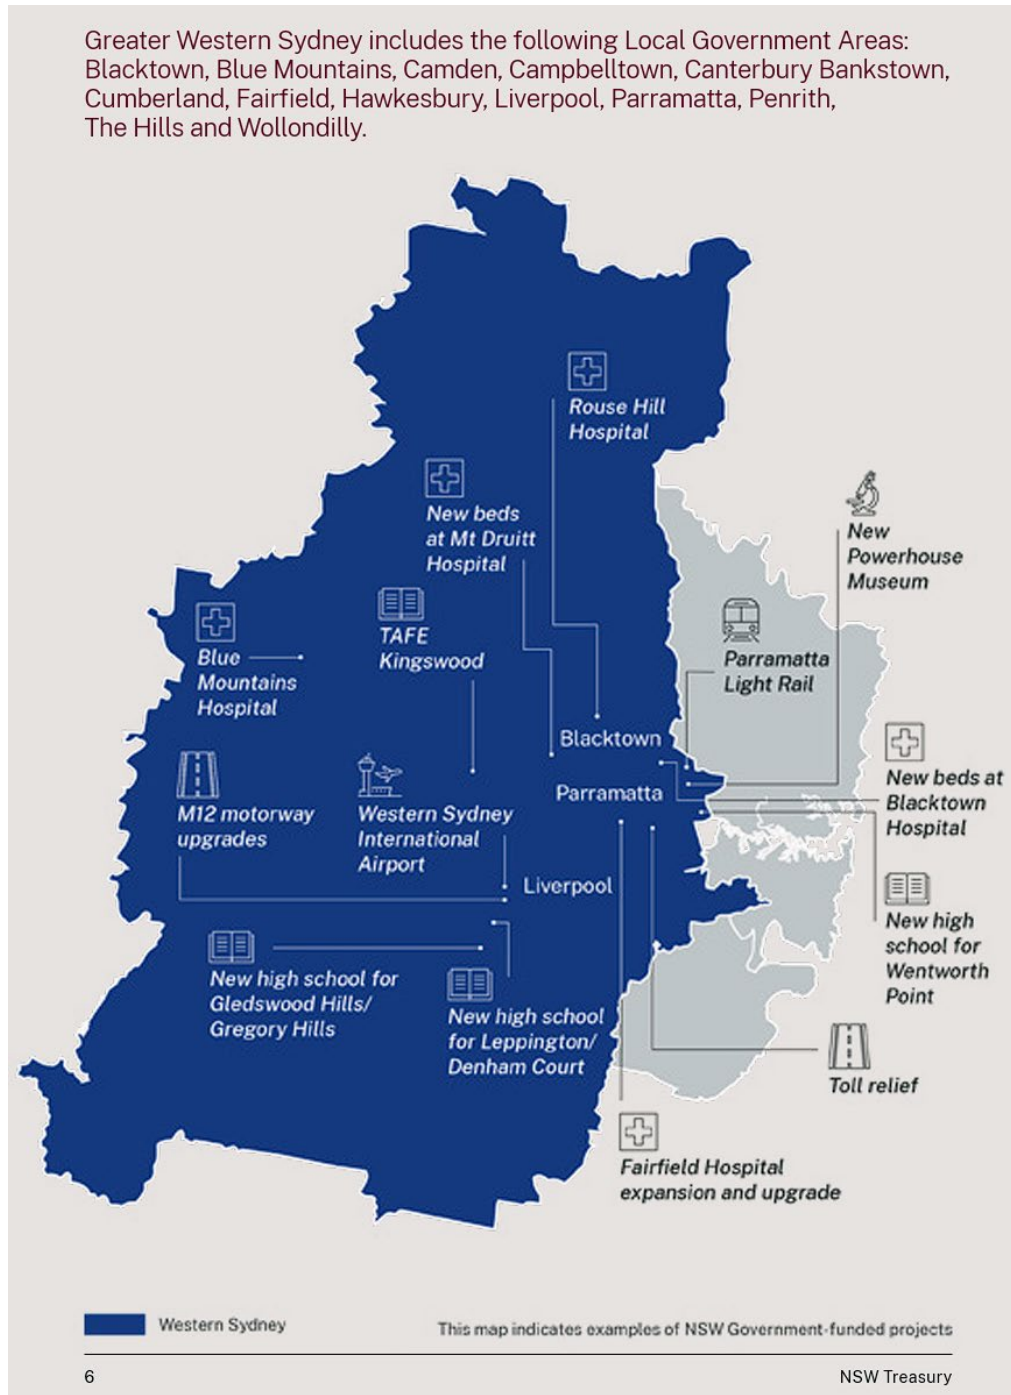 Greater Western Sydney includes the following Local Government Areas:
Blacktown, Blue Mountains, Camden, Campbelltown, Canterbury Bankstown,
Cumberland, Fairfield, Hawkesbury, Liverpool, Parramatta, Penrith,
The Hills and Wollondilly.
Rouse Hill
Hospital
New beds
at Mt Druitt
Hospital
New
Powerhouse
Museum
TAFE
Kingswood
Blue
Mountains
Hospital
Parramatta
Light Rail
Blacktown
Parramatta
New beds at
Blacktown
Hospital
M12 motorway
upgrades
Western Sydney
International
Airport
Liverpool
New high
school for
Wentworth
Point
New high school for
Gledswood Hills/
Gregory Hills
New high school
for Leppington/
Denham Court
Toll relief
Fairfield Hospital
expansion and upgrade
Western Sydney
This map indicates examples of NSW Government-funded projects
6
NSW Treasury